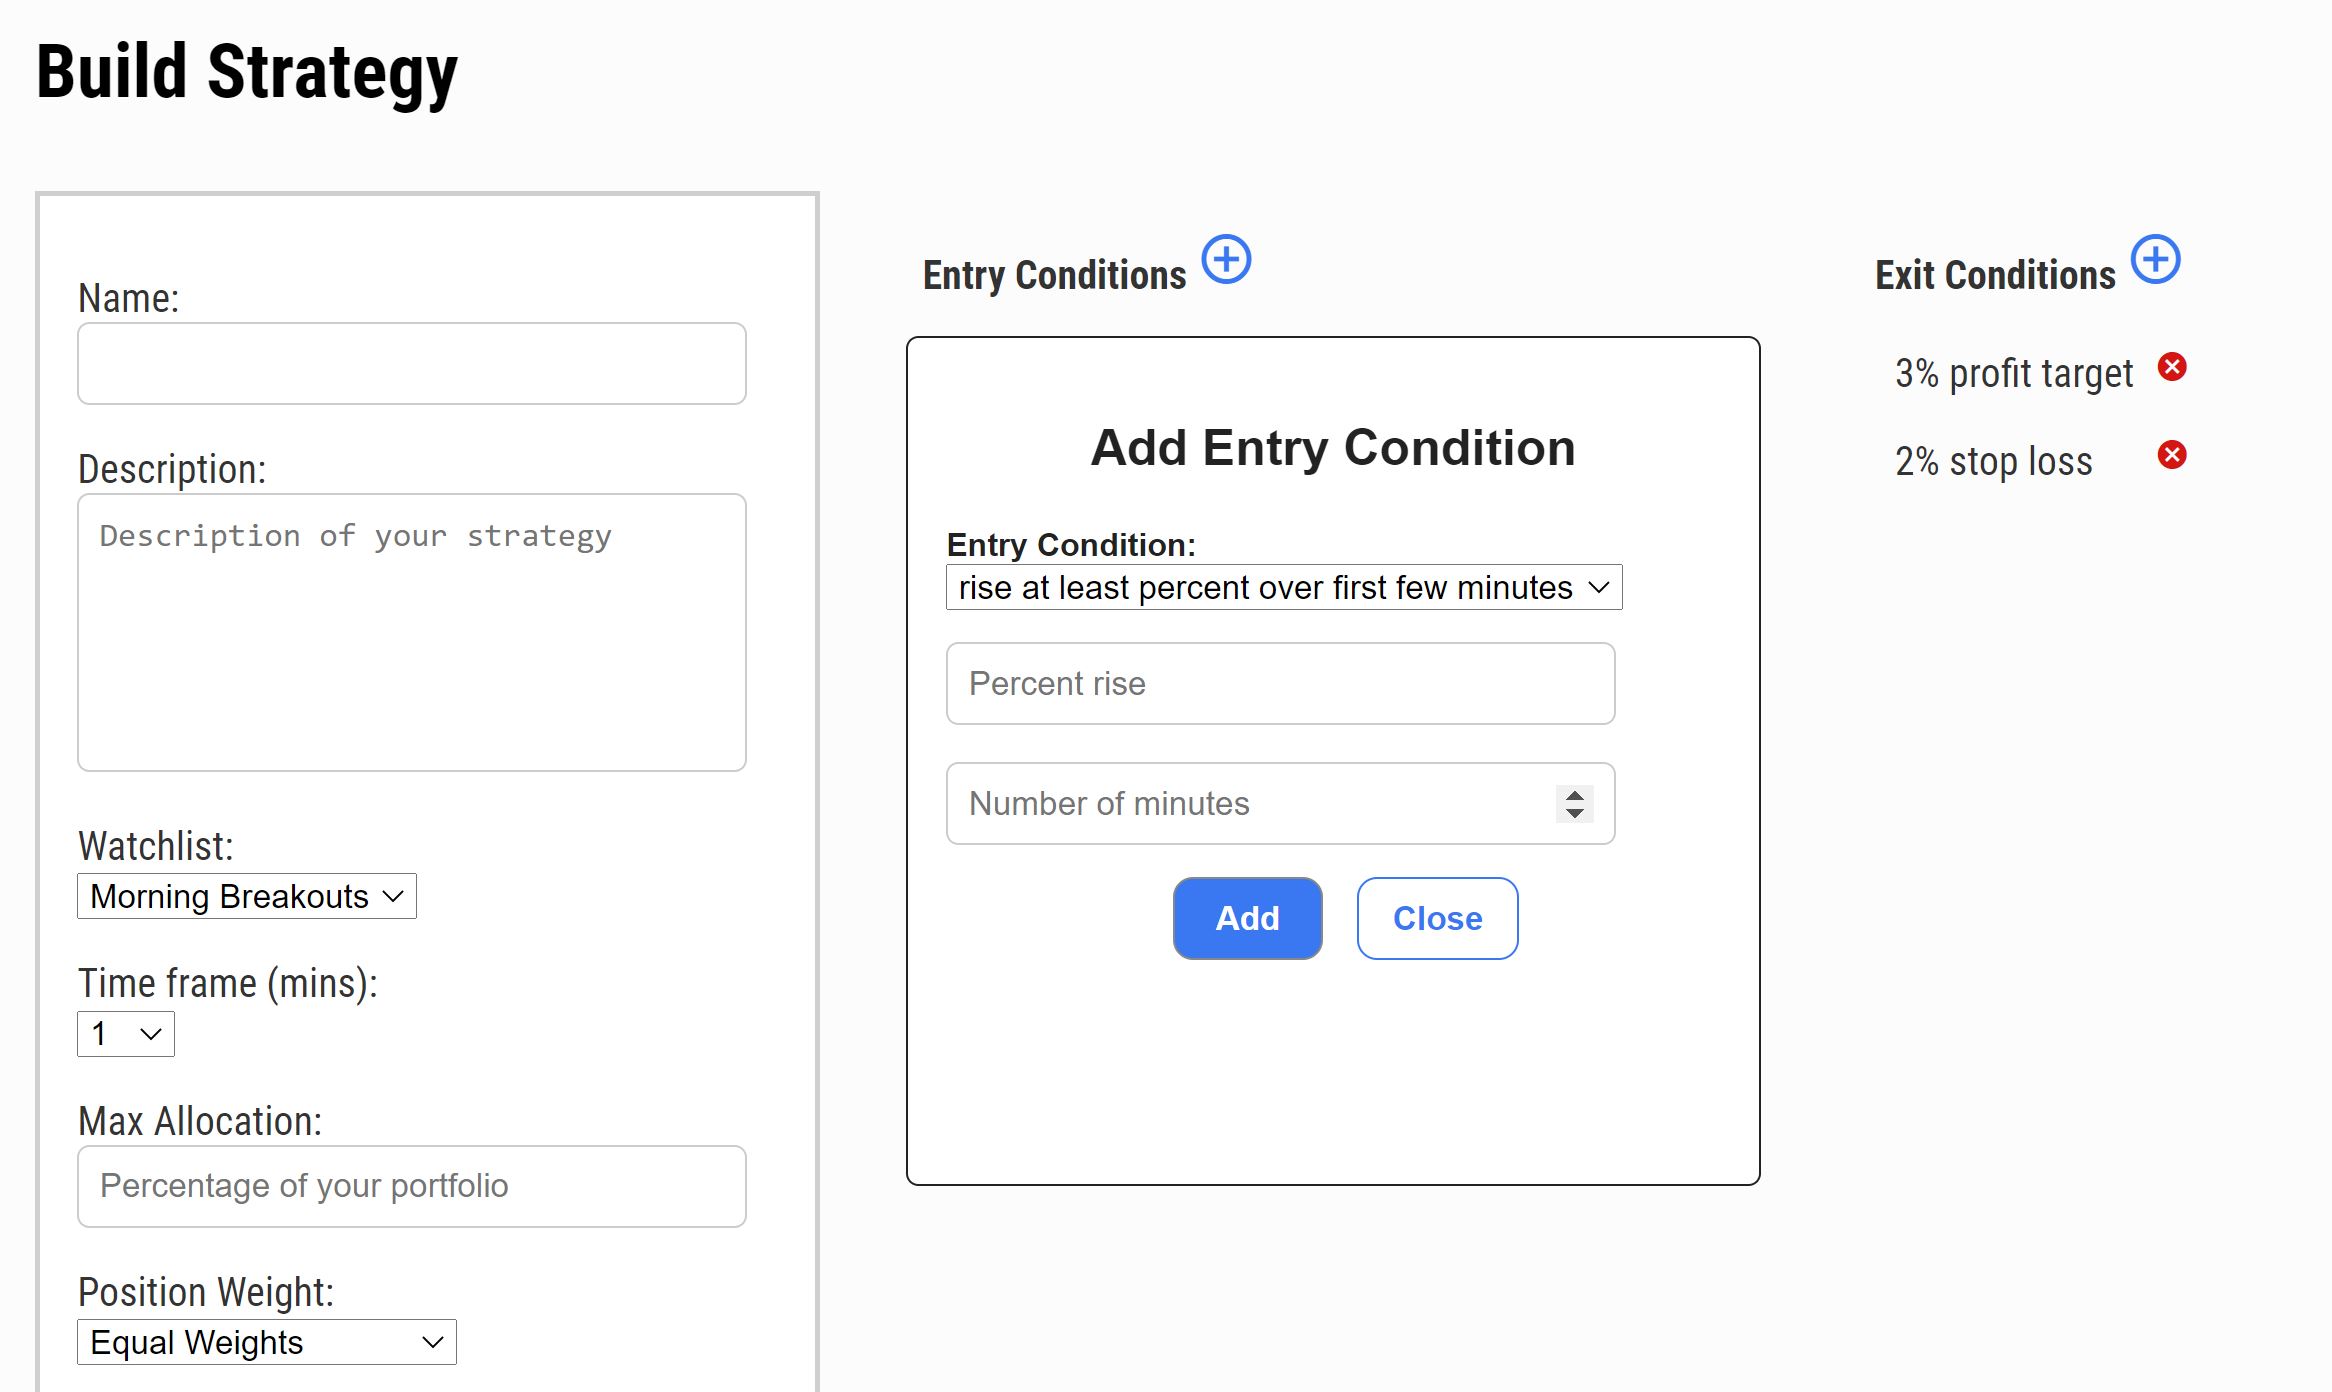 Build Strategy
Name:
Description:
Description of your strategy
Watchlist:
Morning Breakouts
Time frame (mins):
1
Max Allocation:
Percentage of your portfolio
Position Weight:
Equal Weights
Entry Conditions
Add Entry Condition
Entry Condition:
rise at least percent over first few minutes
Percent rise
Number of minutes
Add
Close
Exit Conditions
3% profit target
2% stop loss